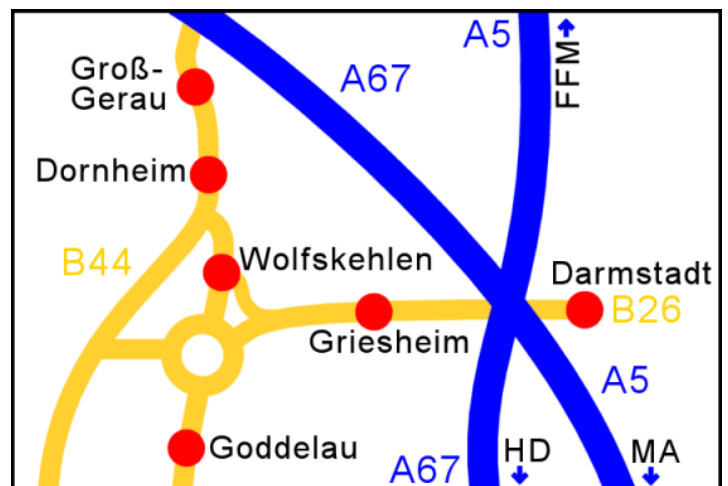 A5
FFM
A67
Groß-
Gerau
Dornheim
B44
Wolfskehlen
Darmstadt
B26
Griesheim
A5
Goddelau
A67
HD
MA